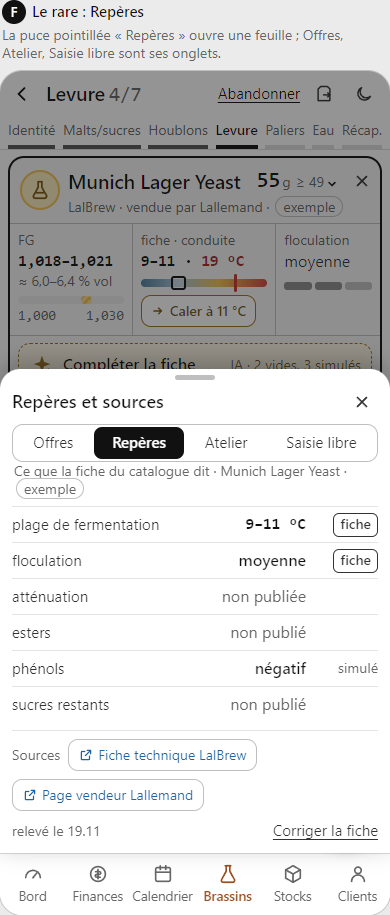 F Le rare : Repères
La puce pointillée « Repères » ouvre une feuille ; Offres,
Atelier, Saisie libre sont ses onglets.
Levure 4/7 Abandonner
Identité Malts/sucres Houblons Levure Paliers Eau Récap.
Munich Lager Yeast 55 g ≥ 49
LalBrew · vendue par Lallemand · exemple
FG fiche · conduite floculation
1,018–1,021 9–11 · 19 °C moyenne
≈ 6,0–6,4 % vol
1,000 1,030 → Caler à 11 °C
Compléter la fiche IA · 2 vides, 3 simulés
Repères et sources
Offres Repères Atelier Saisie libre
Ce que la fiche du catalogue dit · Munich Lager Yeast ·
exemple
plage de fermentation 9–11 °C fiche
floculation moyenne fiche
atténuation non publiée
esters non publié
phénols négatif simulé
sucres restants non publié
Sources Fiche technique LalBrew
Page vendeur Lallemand
relevé le 19.11 Corriger la fiche
Bord Finances Calendrier Brassins Stocks Clients